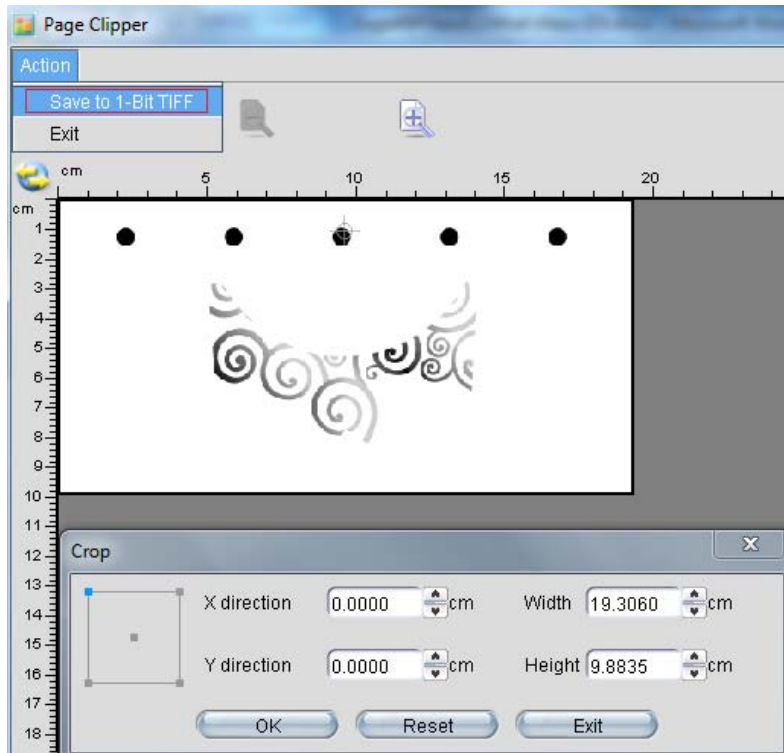 Page Clipper
Action
Save to 1-Bit TIFF
Exit
cm
5 10 15 20
cm
1
2
3
4
5
6
7
8
9
10
11
12
13
14
15
16
17
18
Crop
X direction 0.0000 cm Width 19.3060 cm
Y direction 0.0000 cm Height 9.8835 cm
OK Reset Exit